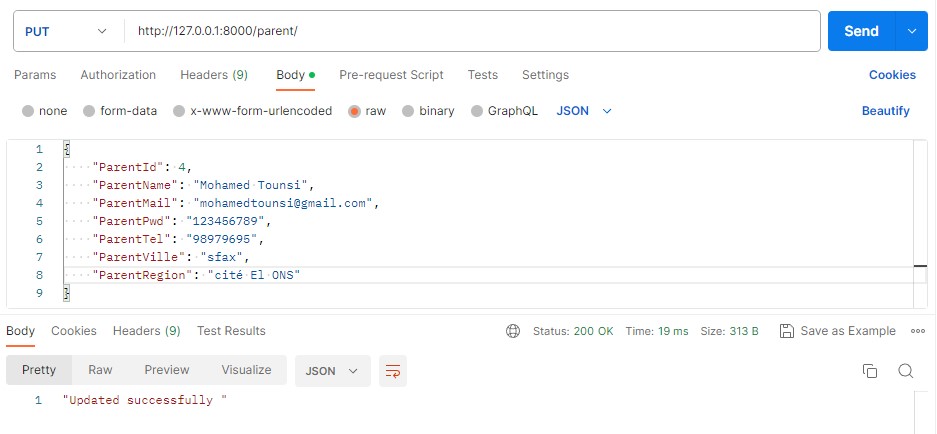 PUT http://127.0.0.1:8000/parent/ Send
Params Authorization Headers (9) Body Pre-request Script Tests Settings Cookies
none form-data x-www-form-urlencoded raw binary GraphQL JSON Beautify
1 {
2 "ParentId": 4,
3 "ParentName": "Mohamed Tounsi",
4 "ParentMail": "mohamedtounsi@gmail.com",
5 "ParentPwd": "123456789",
6 "ParentTel": "98979695",
7 "ParentVille": "sfax",
8 "ParentRegion": "cité El ONS"
9 }
Body Cookies Headers (9) Test Results Status: 200 OK Time: 19 ms Size: 313 B Save as Example
Pretty Raw Preview Visualize JSON
1 "Updated successfully "